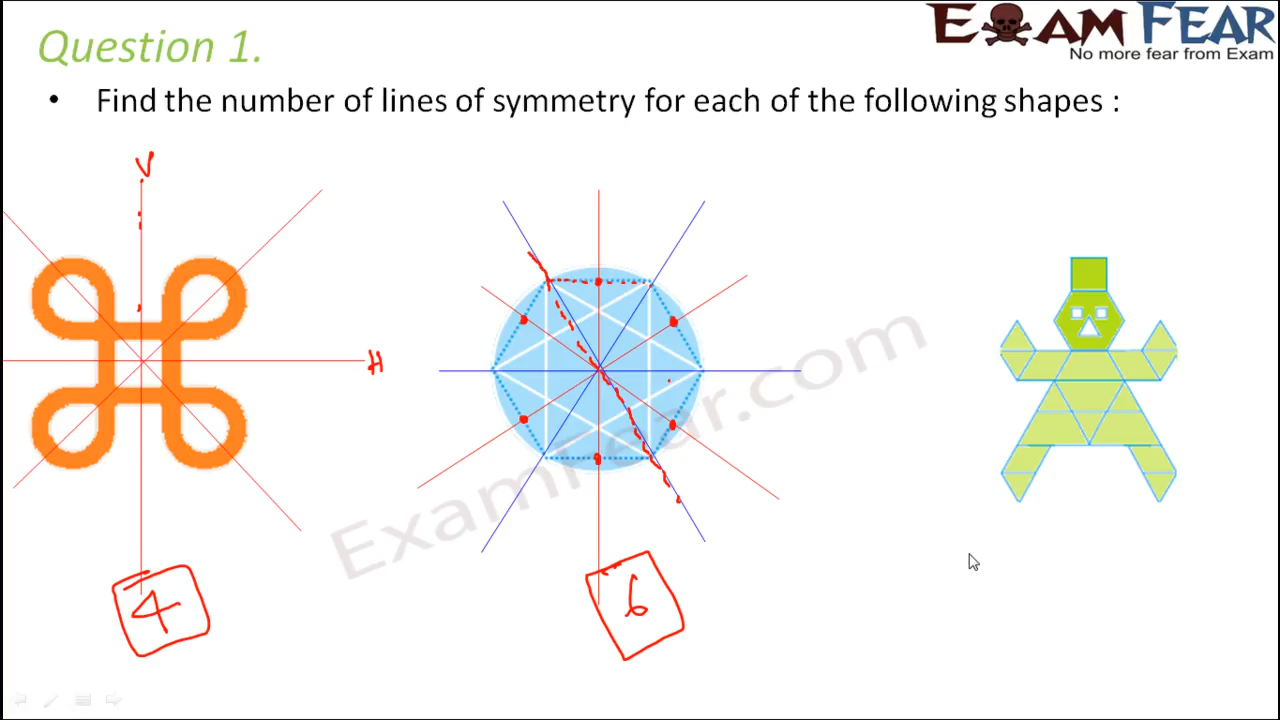 EXAM FEAR
No more fear from Exam
Question 1.
• Find the number of lines of symmetry for each of the following shapes :
V
H
ExamFear.com
4
6